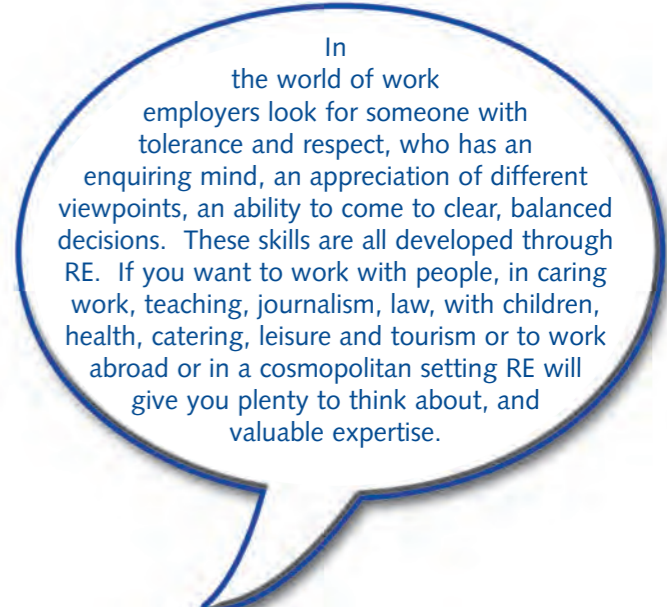 In
the world of work
employers look for someone with
tolerance and respect, who has an
enquiring mind, an appreciation of different
viewpoints, an ability to come to clear, balanced
decisions.  These skills are all developed through
RE.  If you want to work with people, in caring
work, teaching, journalism, law, with children,
health, catering, leisure and tourism or to work
abroad or in a cosmopolitan setting RE will
give you plenty to think about, and
valuable expertise.